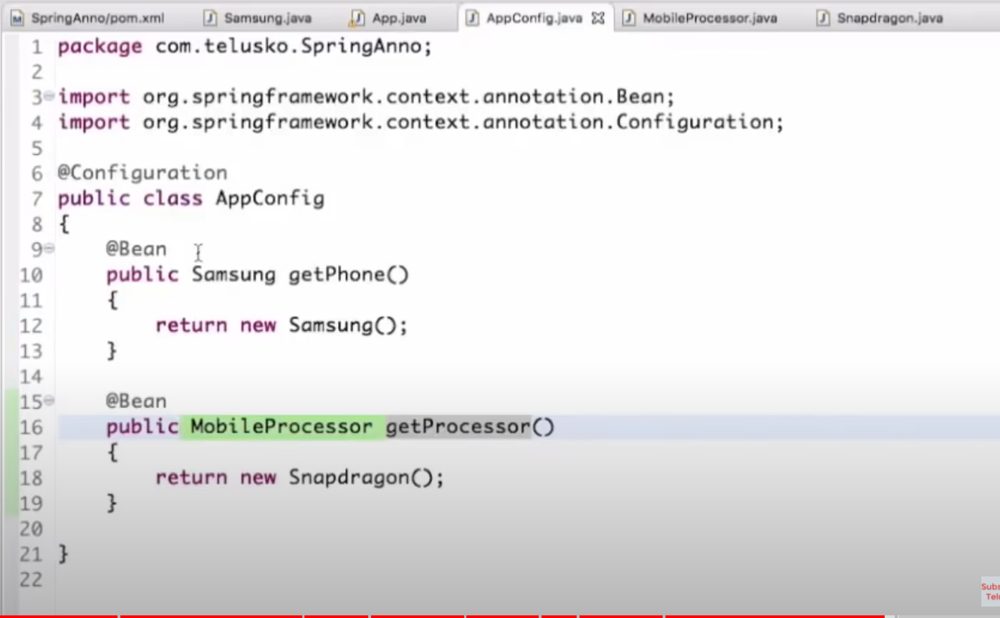 SpringAnno/pom.xml Samsung.java App.java AppConfig.java MobileProcessor.java Snapdragon.java
1 package com.telusko.SpringAnno;
2
3 import org.springframework.context.annotation.Bean;
4 import org.springframework.context.annotation.Configuration;
5
6 @Configuration
7 public class AppConfig
8 {
9 @Bean
10 public Samsung getPhone()
11 {
12 return new Samsung();
13 }
14
15 @Bean
16 public MobileProcessor getProcessor()
17 {
18 return new Snapdragon();
19 }
20
21 }
22
Subs
Telu